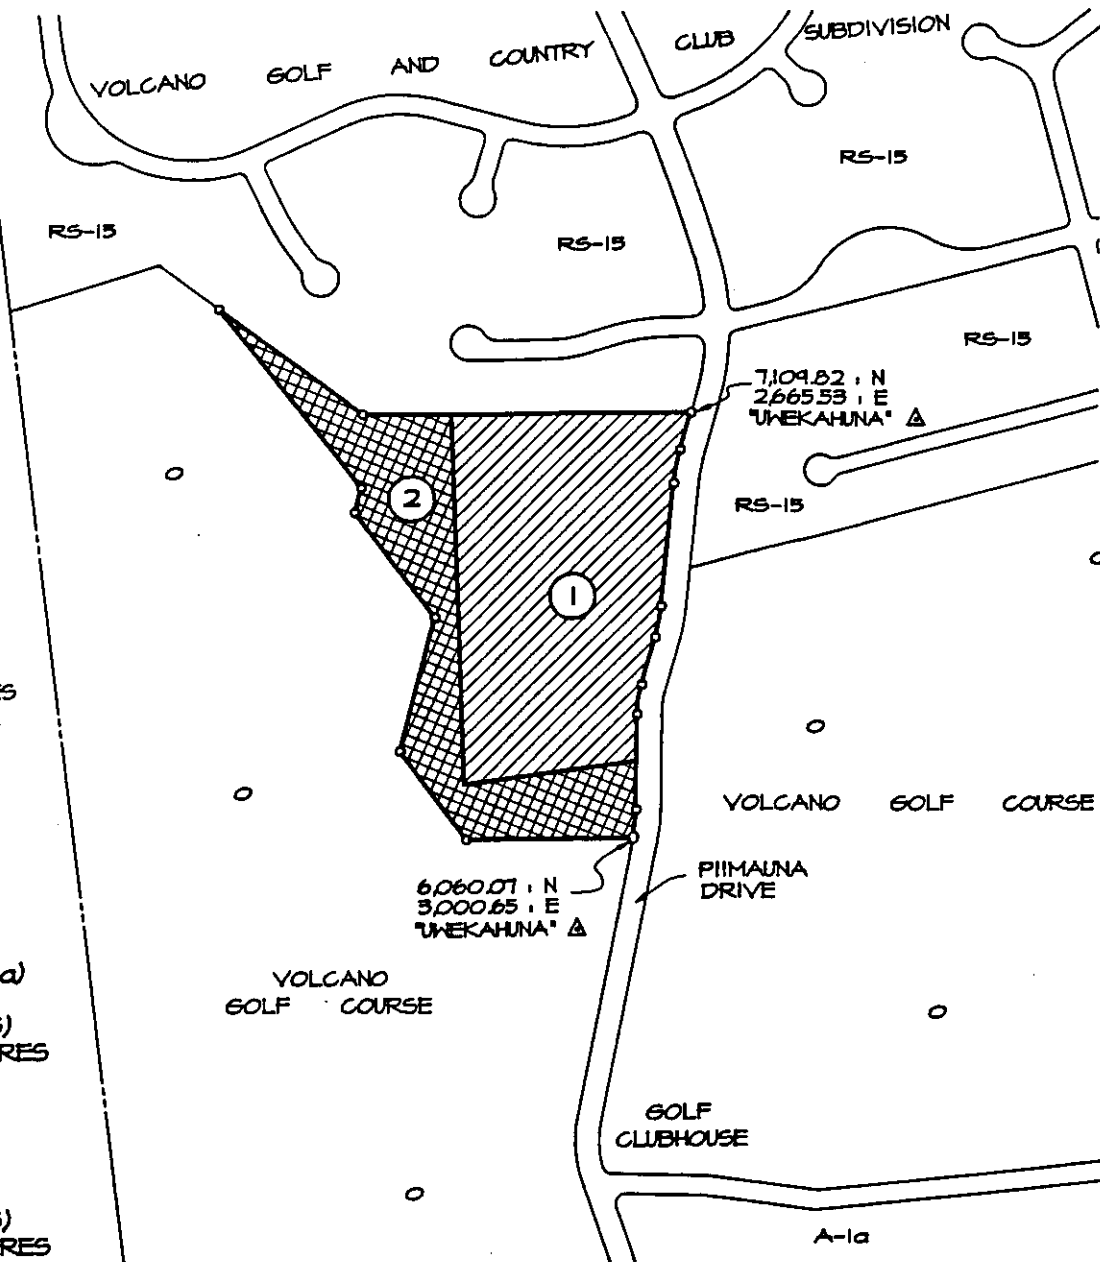 VOLCANO GOLF AND COUNTRY CLUB SUBDIVISION
RS-15
RS-15
RS-15
RS-15
7,109.82 : N
2,665.53 : E
"UWEKAHUNA"
RS-15
2
1
VOLCANO GOLF COURSE
PIIMAUNA
DRIVE
6,060.07 : N
3,000.65 : E
"UWEKAHUNA"
VOLCANO
GOLF COURSE
a)
RES
GOLF
CLUBHOUSE
RES
A-1a